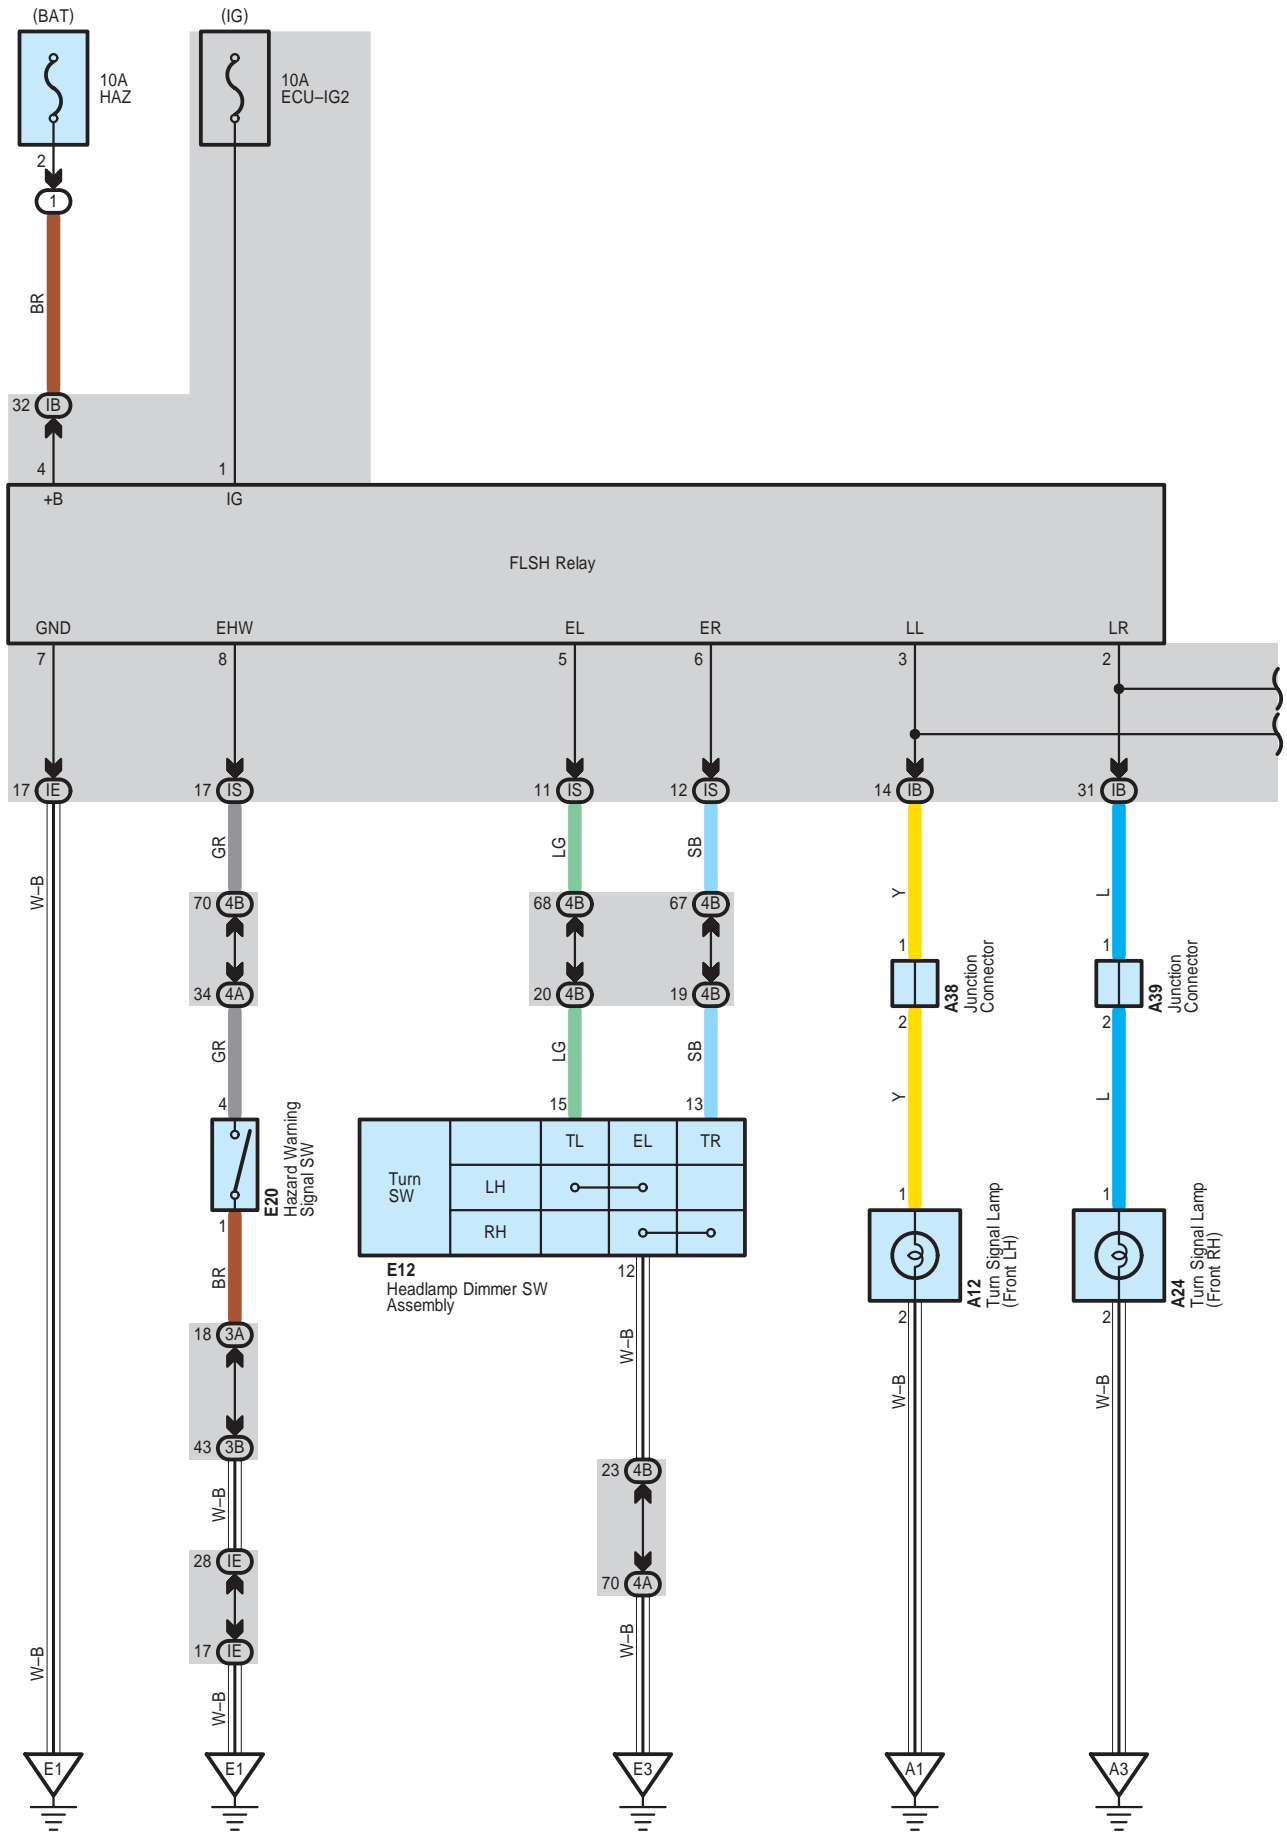 (BAT)
(IG)
10A
HAZ
10A
ECU–IG2
2
1
BR
32 IB
4
1
+B
IG
FLSH Relay
GND
EHW
EL
ER
LL
LR
7
8
5
6
3
2
17 IE
17 IS
11 IS
12 IS
14 IB
31 IB
W–B
GR
LG
SB
Y
L
70 4B
68 4B
67 4B
1
1
A38
Junction
Connector
A39
Junction
Connector
34 4A
20 4B
19 4B
2
2
GR
LG
SB
Y
L
4
15
13
E20
Hazard Warning
Signal SW
Turn
SW
TL
EL
TR
LH
RH
1
1
A12
Turn Signal Lamp
(Front LH)
A24
Turn Signal Lamp
(Front RH)
1
E12
Headlamp Dimmer SW
Assembly
12
2
2
BR
18 3A
W–B
W–B
W–B
43 3B
23 4B
W–B
28 IE
70 4A
17 IE
W–B
W–B
W–B
E1
E1
E3
A1
A3